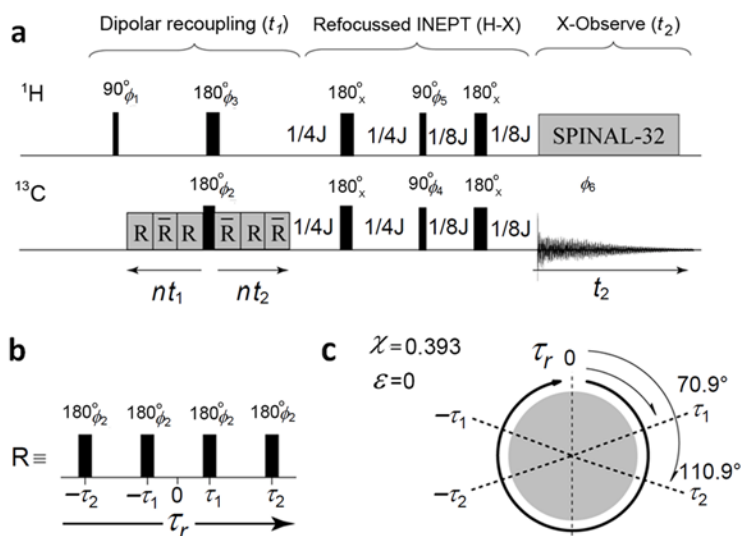 a
Dipolar recoupling (t₁) Refocussed INEPT (H-X) X-Observe (t₂)
¹H
90°ϕ₁ 180°ϕ₃ 180°ₓ 90°ϕ₅ 180°ₓ
1/4J 1/4J 1/8J 1/8J SPINAL-32
¹³C
180°ϕ₂ 180°ₓ 90°ϕ₄ 180°ₓ ϕ₆
R R̅ R R̅ R R̅ 1/4J 1/4J 1/8J 1/8J
nt₁ nt₂ t₂
b
180°ϕ₂ 180°ϕ₂ 180°ϕ₂ 180°ϕ₂
R≡
−τ₂ −τ₁ 0 τ₁ τ₂
τᵣ
c
χ=0.393
ε=0
τᵣ 0
70.9°
−τ₁ τ₁
110.9°
−τ₂ τ₂